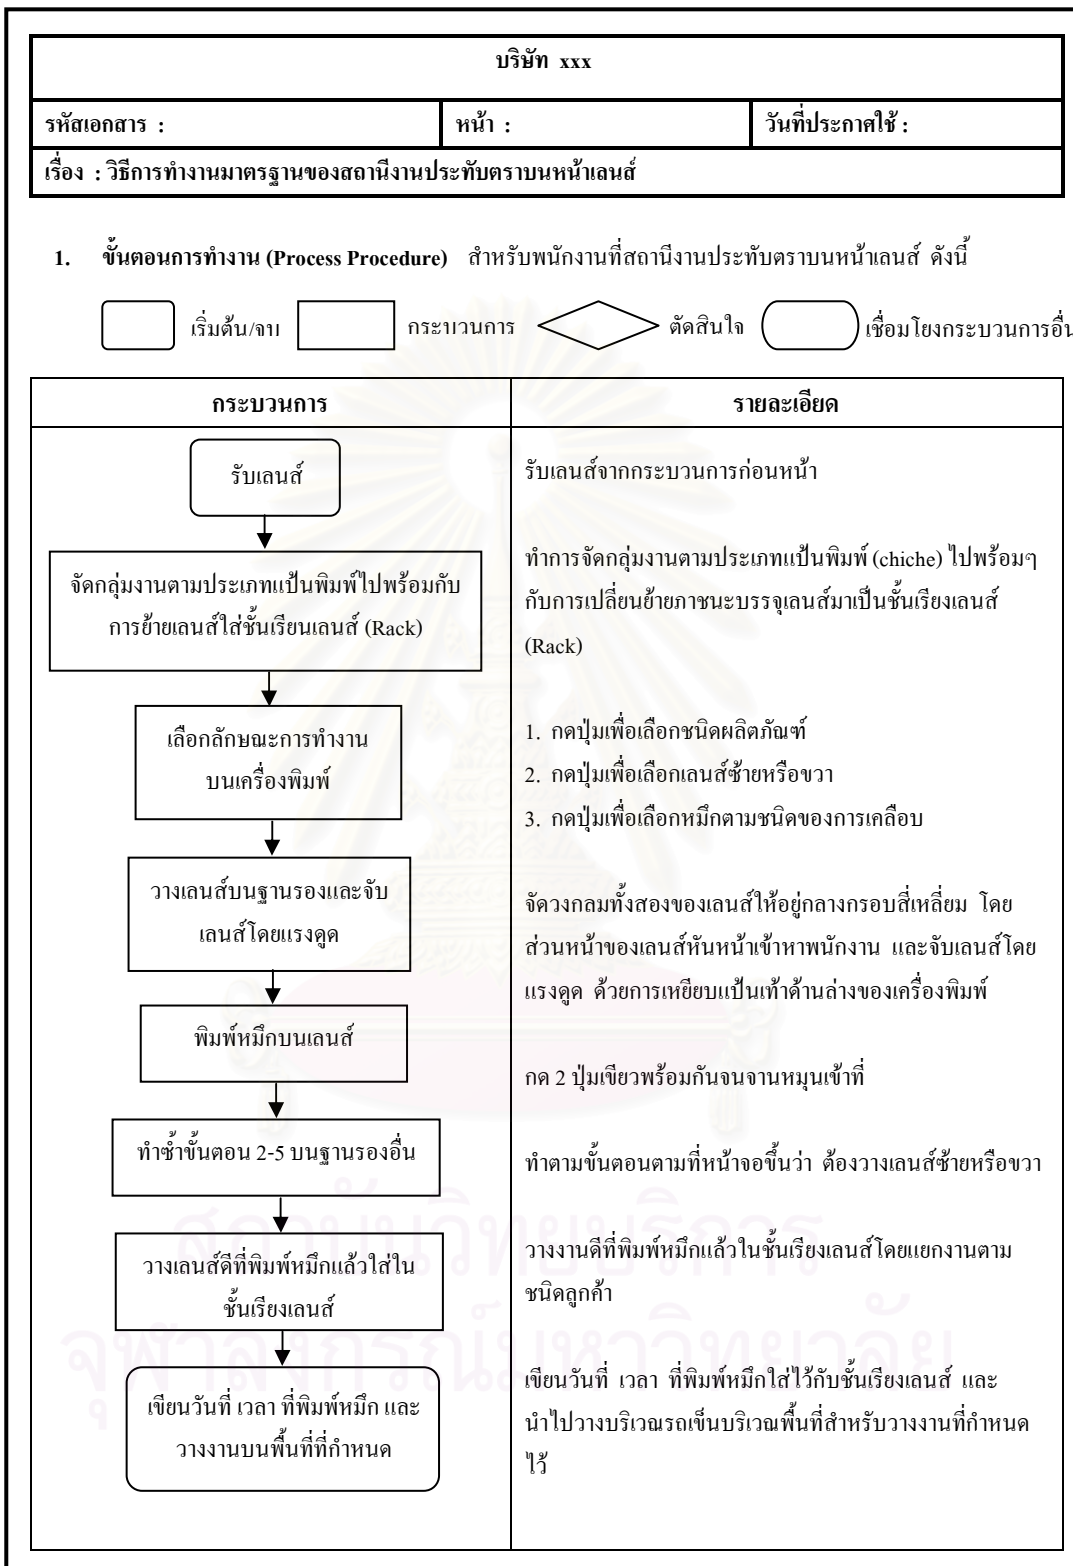 บริษัท xxx
รหัสเอกสาร :
หน้า :
วันที่ประกาศใช้ :
เรื่อง : วิธีการทำงานมาตรฐานของสถานีงานประทับตราบนหน้าเลนส์
1. ขั้นตอนการทำงาน (Process Procedure) สำหรับพนักงานที่สถานีงานประทับตราบนหน้าเลนส์ ดังนี้
เริ่มต้น/จบ
กระบวนการ
ตัดสินใจ
เชื่อมโยงกระบวนการอื่น
กระบวนการ
รายละเอียด
รับเลนส์
รับเลนส์จากกระบวนการก่อนหน้า
จัดกลุ่มงานตามประเภทแป้นพิมพ์ไปพร้อมกับ
การย้ายเลนส์ใส่ชั้นเรียนเลนส์ (Rack)
ทำการจัดกลุ่มงานตามประเภทแป้นพิมพ์ (chiche) ไปพร้อมๆ
กับการเปลี่ยนย้ายภาชนะบรรจุเลนส์มาเป็นชั้นเรียงเลนส์
(Rack)
เลือกลักษณะการทำงาน
บนเครื่องพิมพ์
1. กดปุ่มเพื่อเลือกชนิดผลิตภัณฑ์
2. กดปุ่มเพื่อเลือกเลนส์ซ้ายหรือขวา
3. กดปุ่มเพื่อเลือกหมึกตามชนิดของการเคลือบ
วางเลนส์บนฐานรองและจับ
เลนส์โดยแรงดูด
จัดวงกลมทั้งสองของเลนส์ให้อยู่กลางกรอบสี่เหลี่ยม โดย
ส่วนหน้าของเลนส์หันหน้าเข้าหาพนักงาน และจับเลนส์โดย
แรงดูด ด้วยการเหยียบแป้นเท้าด้านล่างของเครื่องพิมพ์
พิมพ์หมึกบนเลนส์
กด 2 ปุ่มเขียวพร้อมกันจนจานหมุนเข้าที่
ทำซ้ำขั้นตอน 2-5 บนฐานรองอื่น
ทำตามขั้นตอนตามที่หน้าจอขึ้นว่า ต้องวางเลนส์ซ้ายหรือขวา
วางเลนส์ดีที่พิมพ์หมึกแล้วใส่ใน
ชั้นเรียงเลนส์
วางงานดีที่พิมพ์หมึกแล้วในชั้นเรียงเลนส์โดยแยกงานตาม
ชนิดลูกค้า
เขียนวันที่ เวลา ที่พิมพ์หมึก และ
วางงานบนพื้นที่ที่กำหนด
เขียนวันที่ เวลา ที่พิมพ์หมึกใส่ไว้กับชั้นเรียงเลนส์ และ
นำไปวางบริเวณรถเข็นบริเวณพื้นที่สำหรับวางงานที่กำหนด
ไว้
สถาบันวิทยบริการ
จุฬาลงกรณ์มหาวิทยาลัย